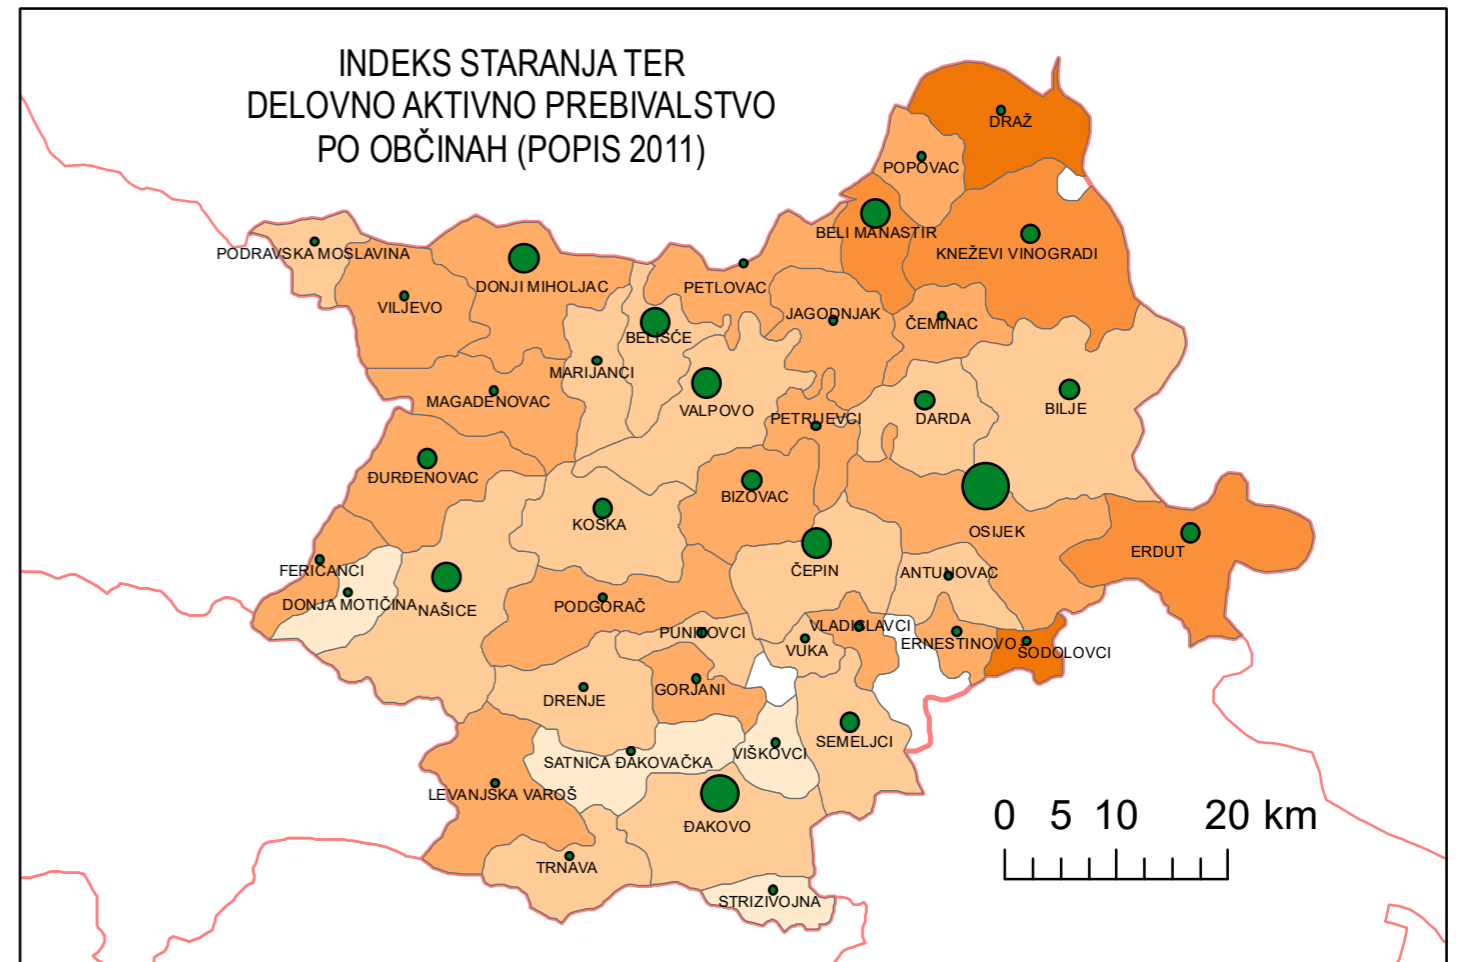 INDEKS STARANJA TER
DELOVNO AKTIVNO PREBIVALSTVO
PO OBČINAH (POPIS 2011)
DRAŽ
POPOVAC
BELI MANASTIR
KNEŽEVI VINOGRADI
PODRAVSKA MOSLAVINA
DONJI MIHOLJAC
PETLOVAC
VILJEVO
JAGODNJAK
ČEMINAC
BELIŠĆE
MARIJANCI
MAGADENOVAC
VALPOVO
PETRIJEVCI
DARDA
BILJE
ĐURĐENOVAC
BIZOVAC
KOŠKA
OSIJEK
ERDUT
FERIČANCI
ČEPIN
ANTUNOVAC
DONJA MOTIČINA
NAŠICE
PODGORAČ
PUNITOVCI
VLADISLAVCI
VUKA
ERNESTINOVO
ŠODOLOVCI
DRENJE
GORJANI
SATNICA ĐAKOVAČKA
VIŠKOVCI
SEMELJCI
LEVANJSKA VAROŠ
ĐAKOVO
TRNAVA
STRIZIVOJNA
0 5 10 20 km